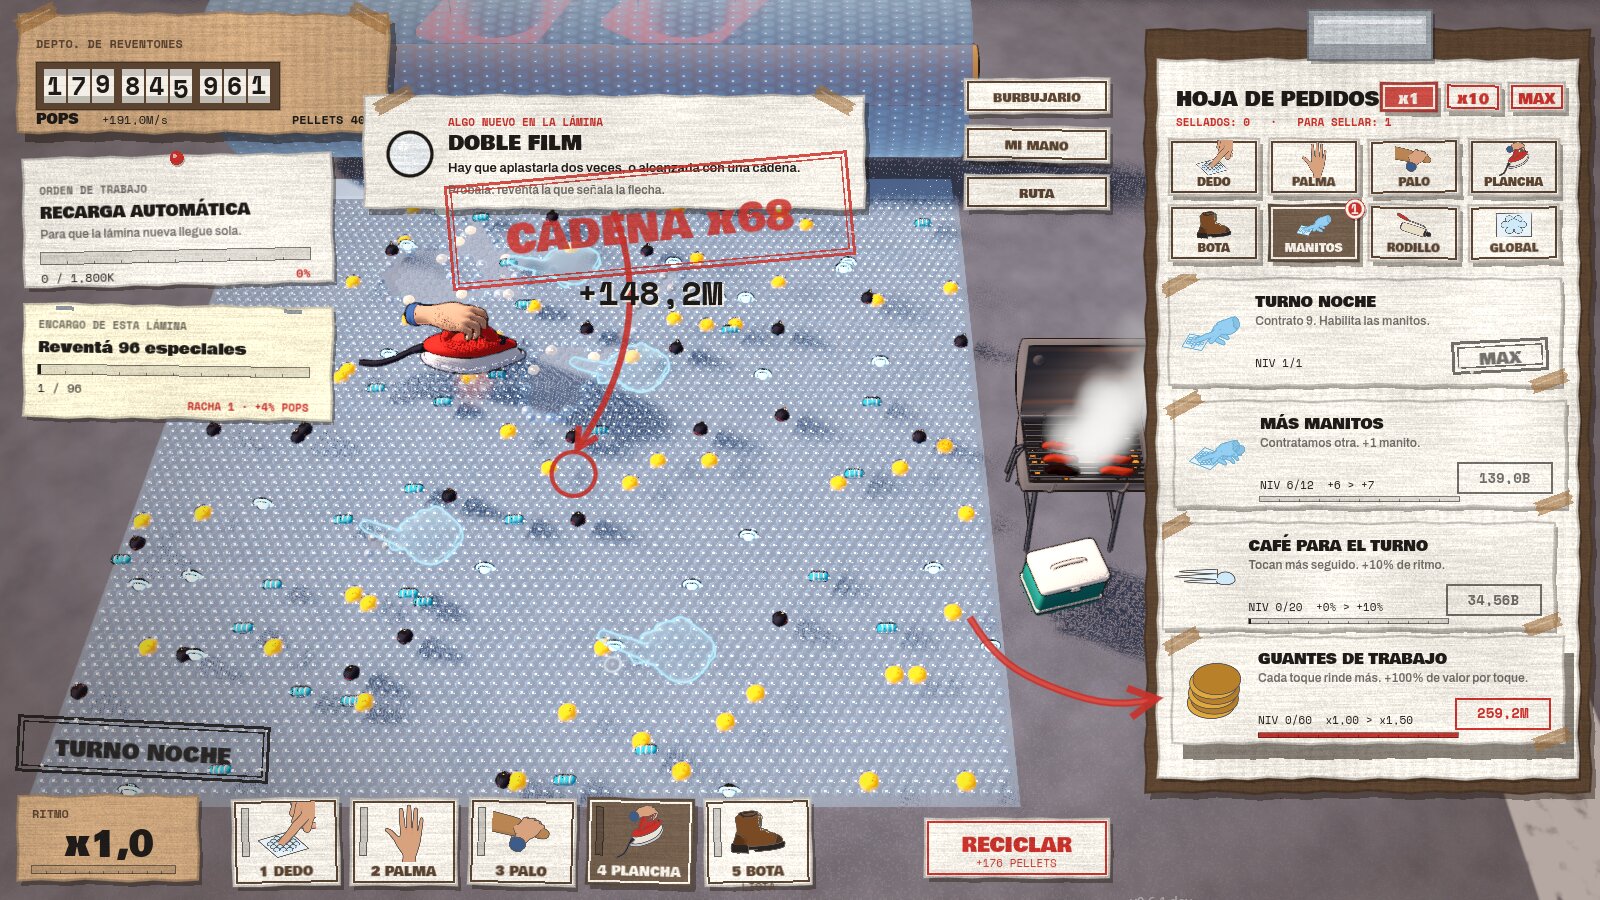 DEPTO. DE REVENTONES
179 845 961
POPS +191.0M/s PELLETS 40
ORDEN DE TRABAJO
RECARGA AUTOMÁTICA
Para que la lámina nueva llegue sola.
0 / 1.800K 0%
ENCARGO DE ESTA LÁMINA
Reventá 96 especiales
1 / 96
RACHA 1 · +4% POPS
ALGO NUEVO EN LA LÁMINA
DOBLE FILM
Hay que aplastarla dos veces, o alcanzarla con una cadena.
Probala: reventá la que señala la flecha.
CADENA x68
+148,2M
BURBUJARIO
MI MANO
RUTA
HOJA DE PEDIDOS x1 x10 MAX
SELLADOS: 0 · PARA SELLAR: 1
DEDO PALMA PALO PLANCHA
BOTA MANITOS 1 RODILLO GLOBAL
TURNO NOCHE
Contrato 9. Habilita las manitos.
NIV 1/1 MAX
MÁS MANITOS
Contratamos otra. +1 manito.
NIV 6/12 +6 > +7 139,0B
CAFÉ PARA EL TURNO
Tocan más seguido. +10% de ritmo.
NIV 0/20 +0% > +10% 34,56B
GUANTES DE TRABAJO
Cada toque rinde más. +100% de valor por toque.
NIV 0/60 x1.00 > x1.50 259,2M
TURNO NOCHE
RITMO
x1,0
1 DEDO 2 PALMA 3 PALO 4 PLANCHA 5 BOTA
RECICLAR
+176 PELLETS